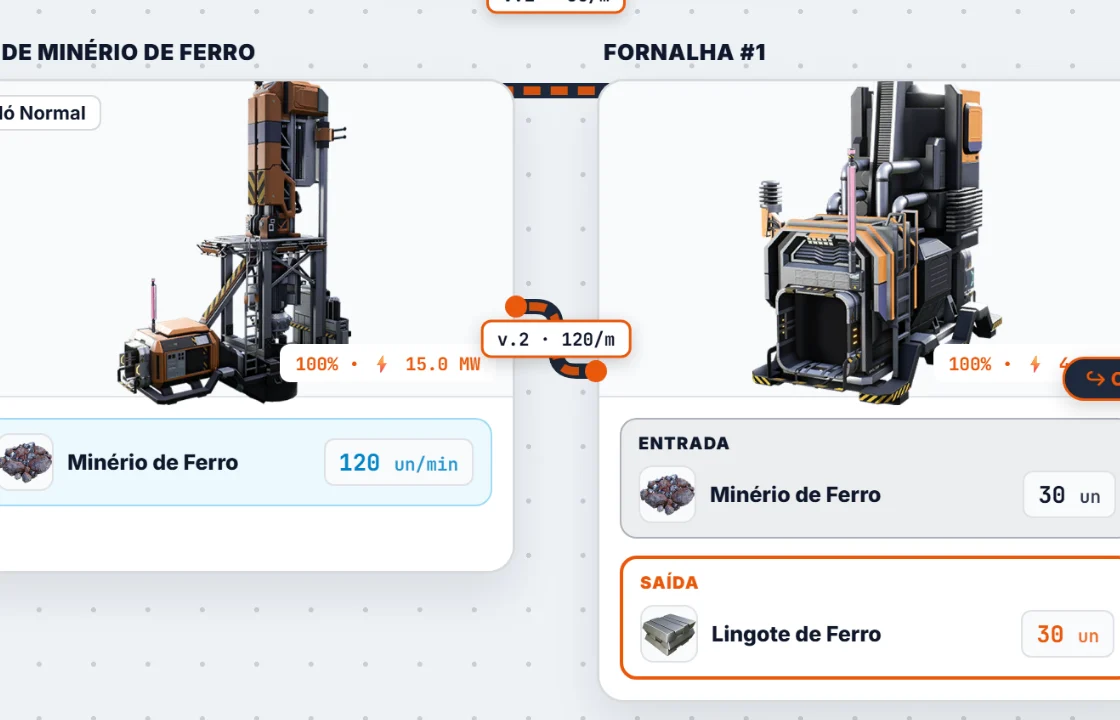 DE MINÉRIO DE FERRO
FORNALHA #1
Normal
v.2 · 120/m
100% • 15.0 MW
100% •
Minério de Ferro
120 un/min
ENTRADA
Minério de Ferro
30 un
SAÍDA
Lingote de Ferro
30 un